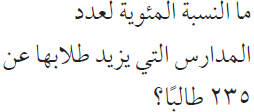 ما النسبة المئوية لعدد
المدارس التي يزيد طلابها عن
٢٣٥ طالبًا؟